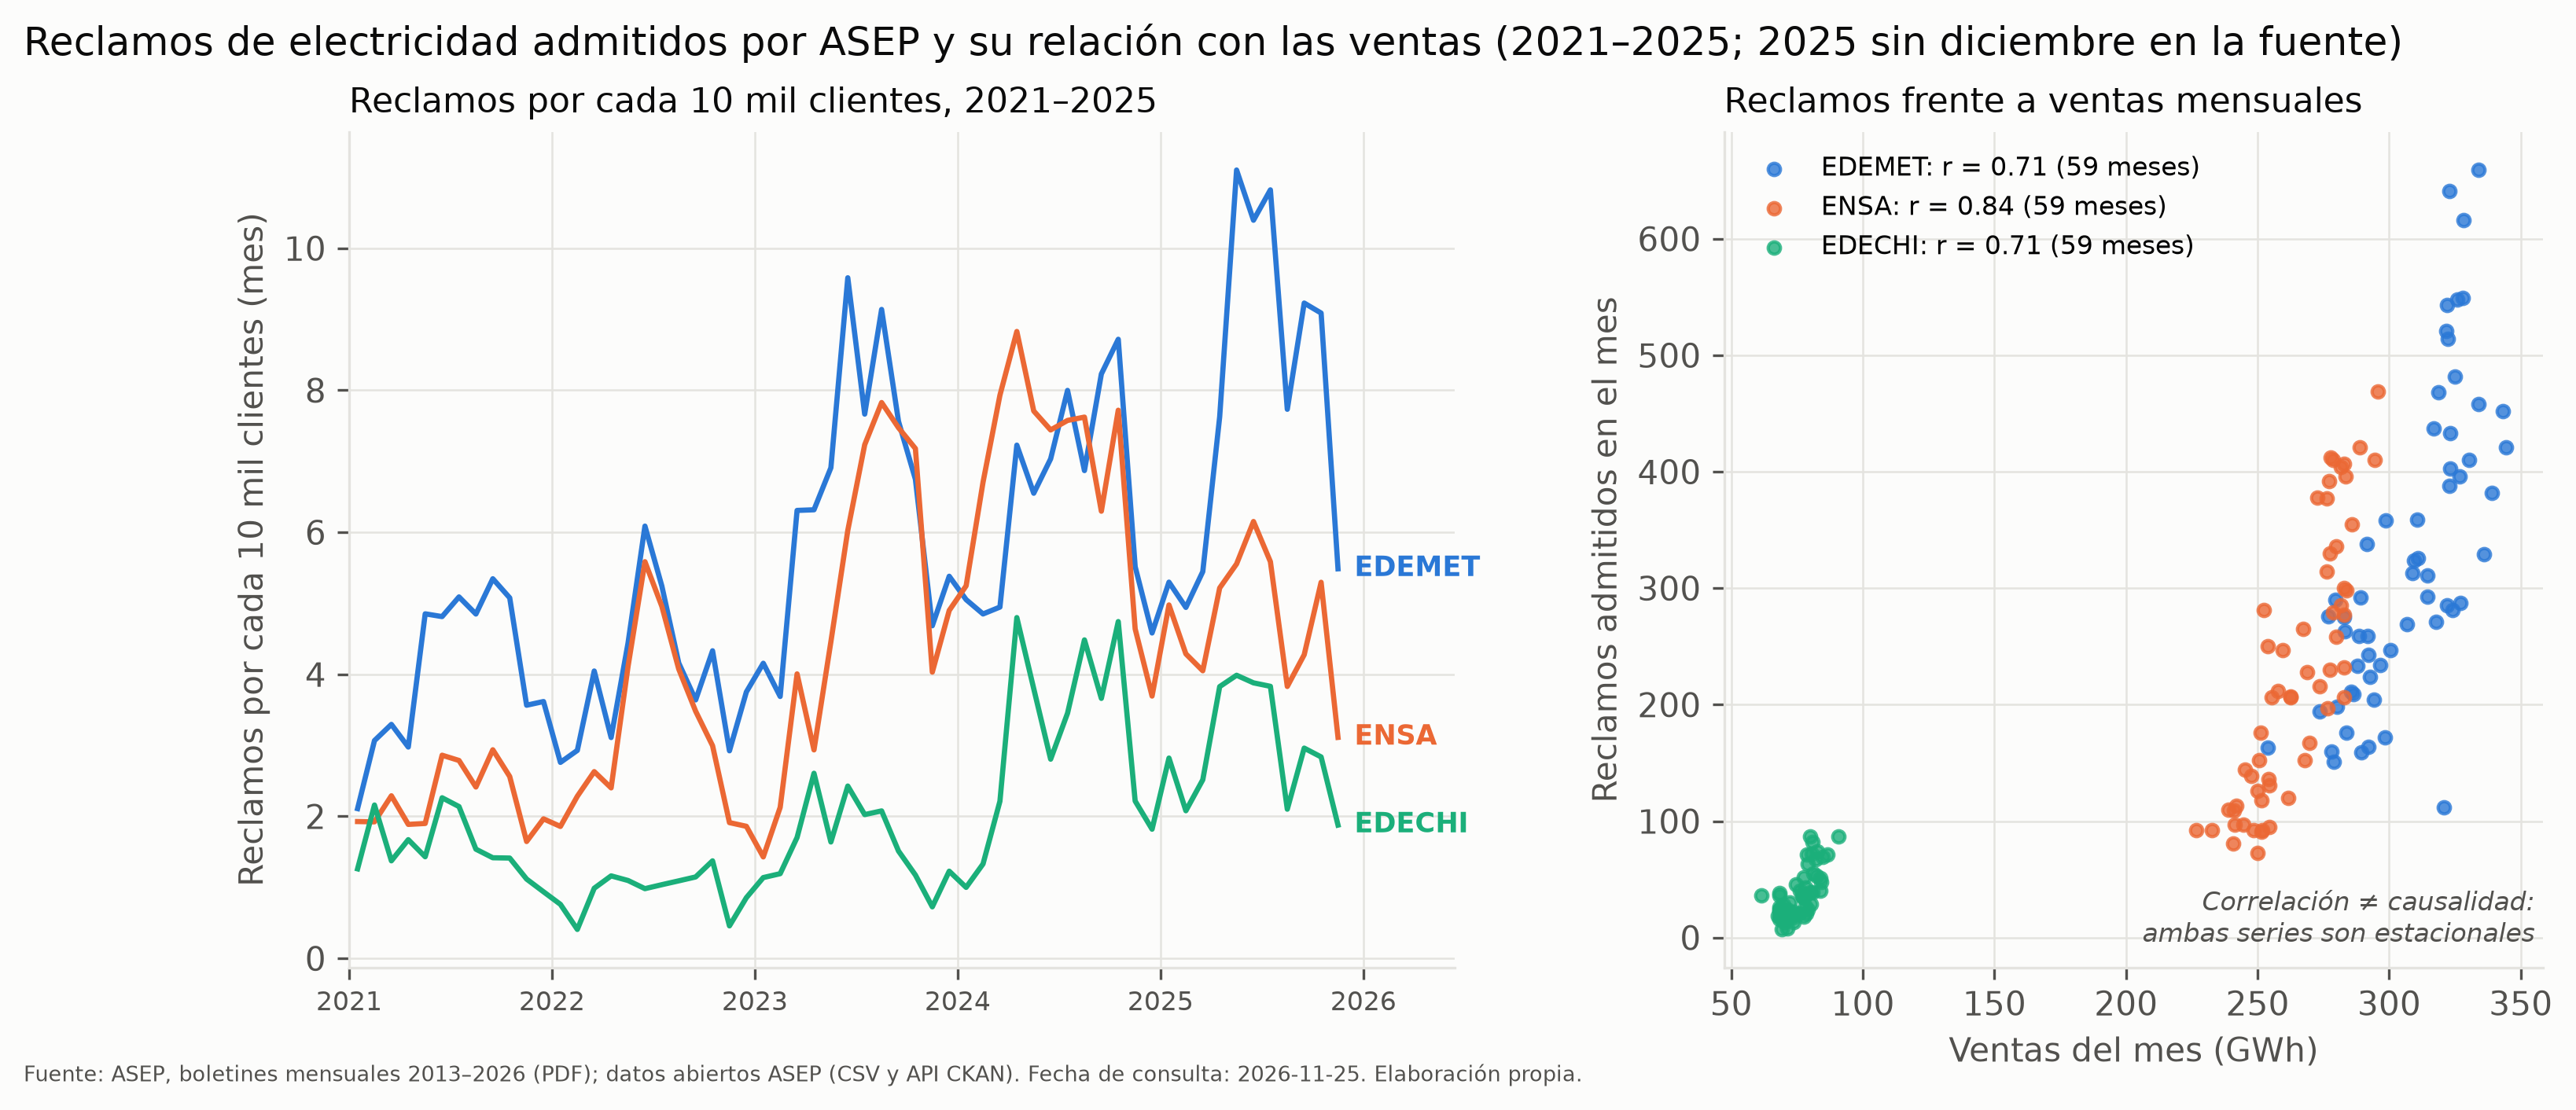 Reclamos de electricidad admitidos por ASEP y su relación con las ventas (2021–2025; 2025 sin diciembre en la fuente)
Reclamos por cada 10 mil clientes, 2021–2025
Reclamos por cada 10 mil clientes (mes)
10
8
6
4
2
0
2021
2022
2023
2024
2025
2026
EDEMET
ENSA
EDECHI
Reclamos frente a ventas mensuales
EDEMET: r = 0.71 (59 meses)
ENSA: r = 0.84 (59 meses)
EDECHI: r = 0.71 (59 meses)
Reclamos admitidos en el mes
600
500
400
300
200
100
0
Correlación ≠ causalidad:
ambas series son estacionales
50
100
150
200
250
300
350
Ventas del mes (GWh)
Fuente: ASEP, boletines mensuales 2013–2026 (PDF); datos abiertos ASEP (CSV y API CKAN). Fecha de consulta: 2026-11-25. Elaboración propia.